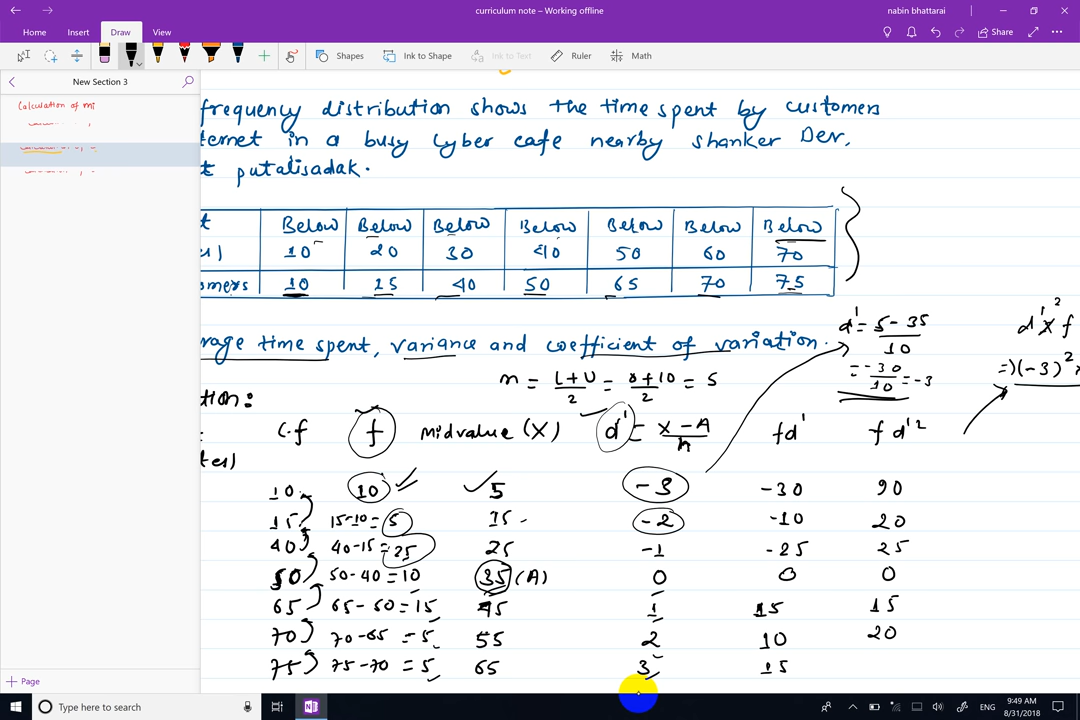 curriculum note – Working offline
nabin bhattarai
Home Insert Draw View
Share
Shapes Ink to Shape Ink to Text Ruler Math
New Section 3
Calculation of mi
frequency distribution shows the time spent by customers
ternet in a busy cyber cafe nearby shanker Dev,
t putalisadak.
t Below Below Below Below Below Below Below
es) 10 20 30 40 50 60 70
omers 10 15 40 50 65 70 75
rage time spent, variance and coefficient of variation.
d' = 5-35 / 10
= -30 / 10 = -3
d'² x f
=> (-3)²
m = L+U / 2 = 0+10 / 2 = 5
tion:
C.f f midvalue (X) d' = X-A / h fd' fd'²
tes)
10 10 5 -3 -30 90
15 15-10 = 5 15 -2 -10 20
40 40-15 = 25 25 -1 -25 25
50 50-40 = 10 35 (A) 0 0 0
65 65-50 = 15 45 1 15 15
70 70-65 = 5 55 2 10 20
75 75-70 = 5 65 3 15
+ Page
Type here to search
ENG
9:49 AM
8/31/2018